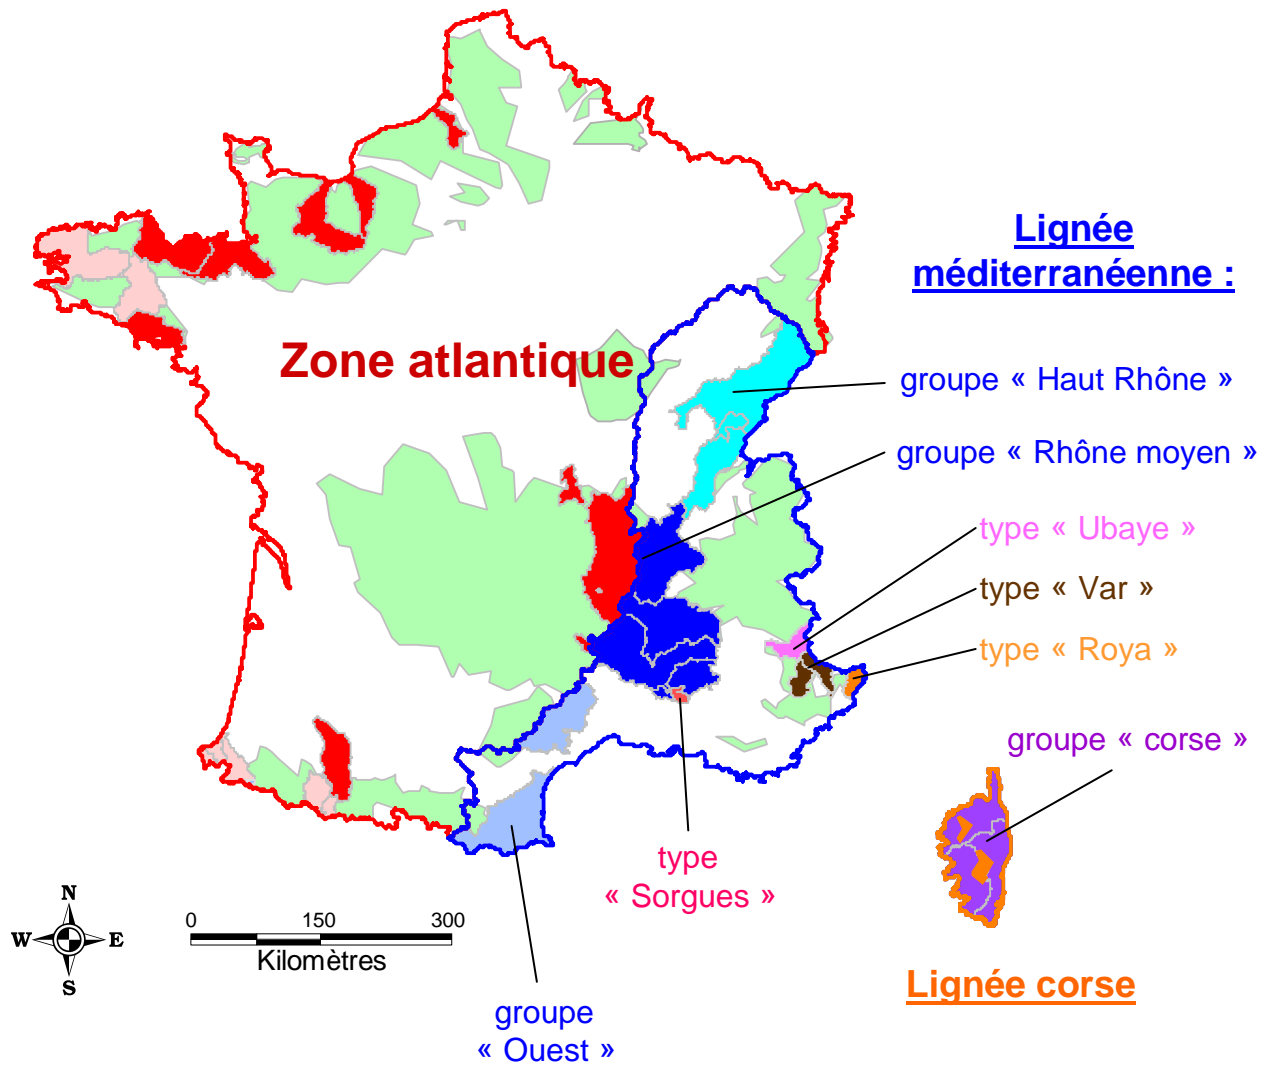 Lignée
méditerranéenne :
Zone atlantique
groupe « Haut Rhône »
groupe « Rhône moyen »
type « Ubaye »
type « Var »
type « Roya »
groupe « corse »
type
« Sorgues »
N
W E
S
0 150 300
Kilomètres
Lignée corse
groupe
« Ouest »